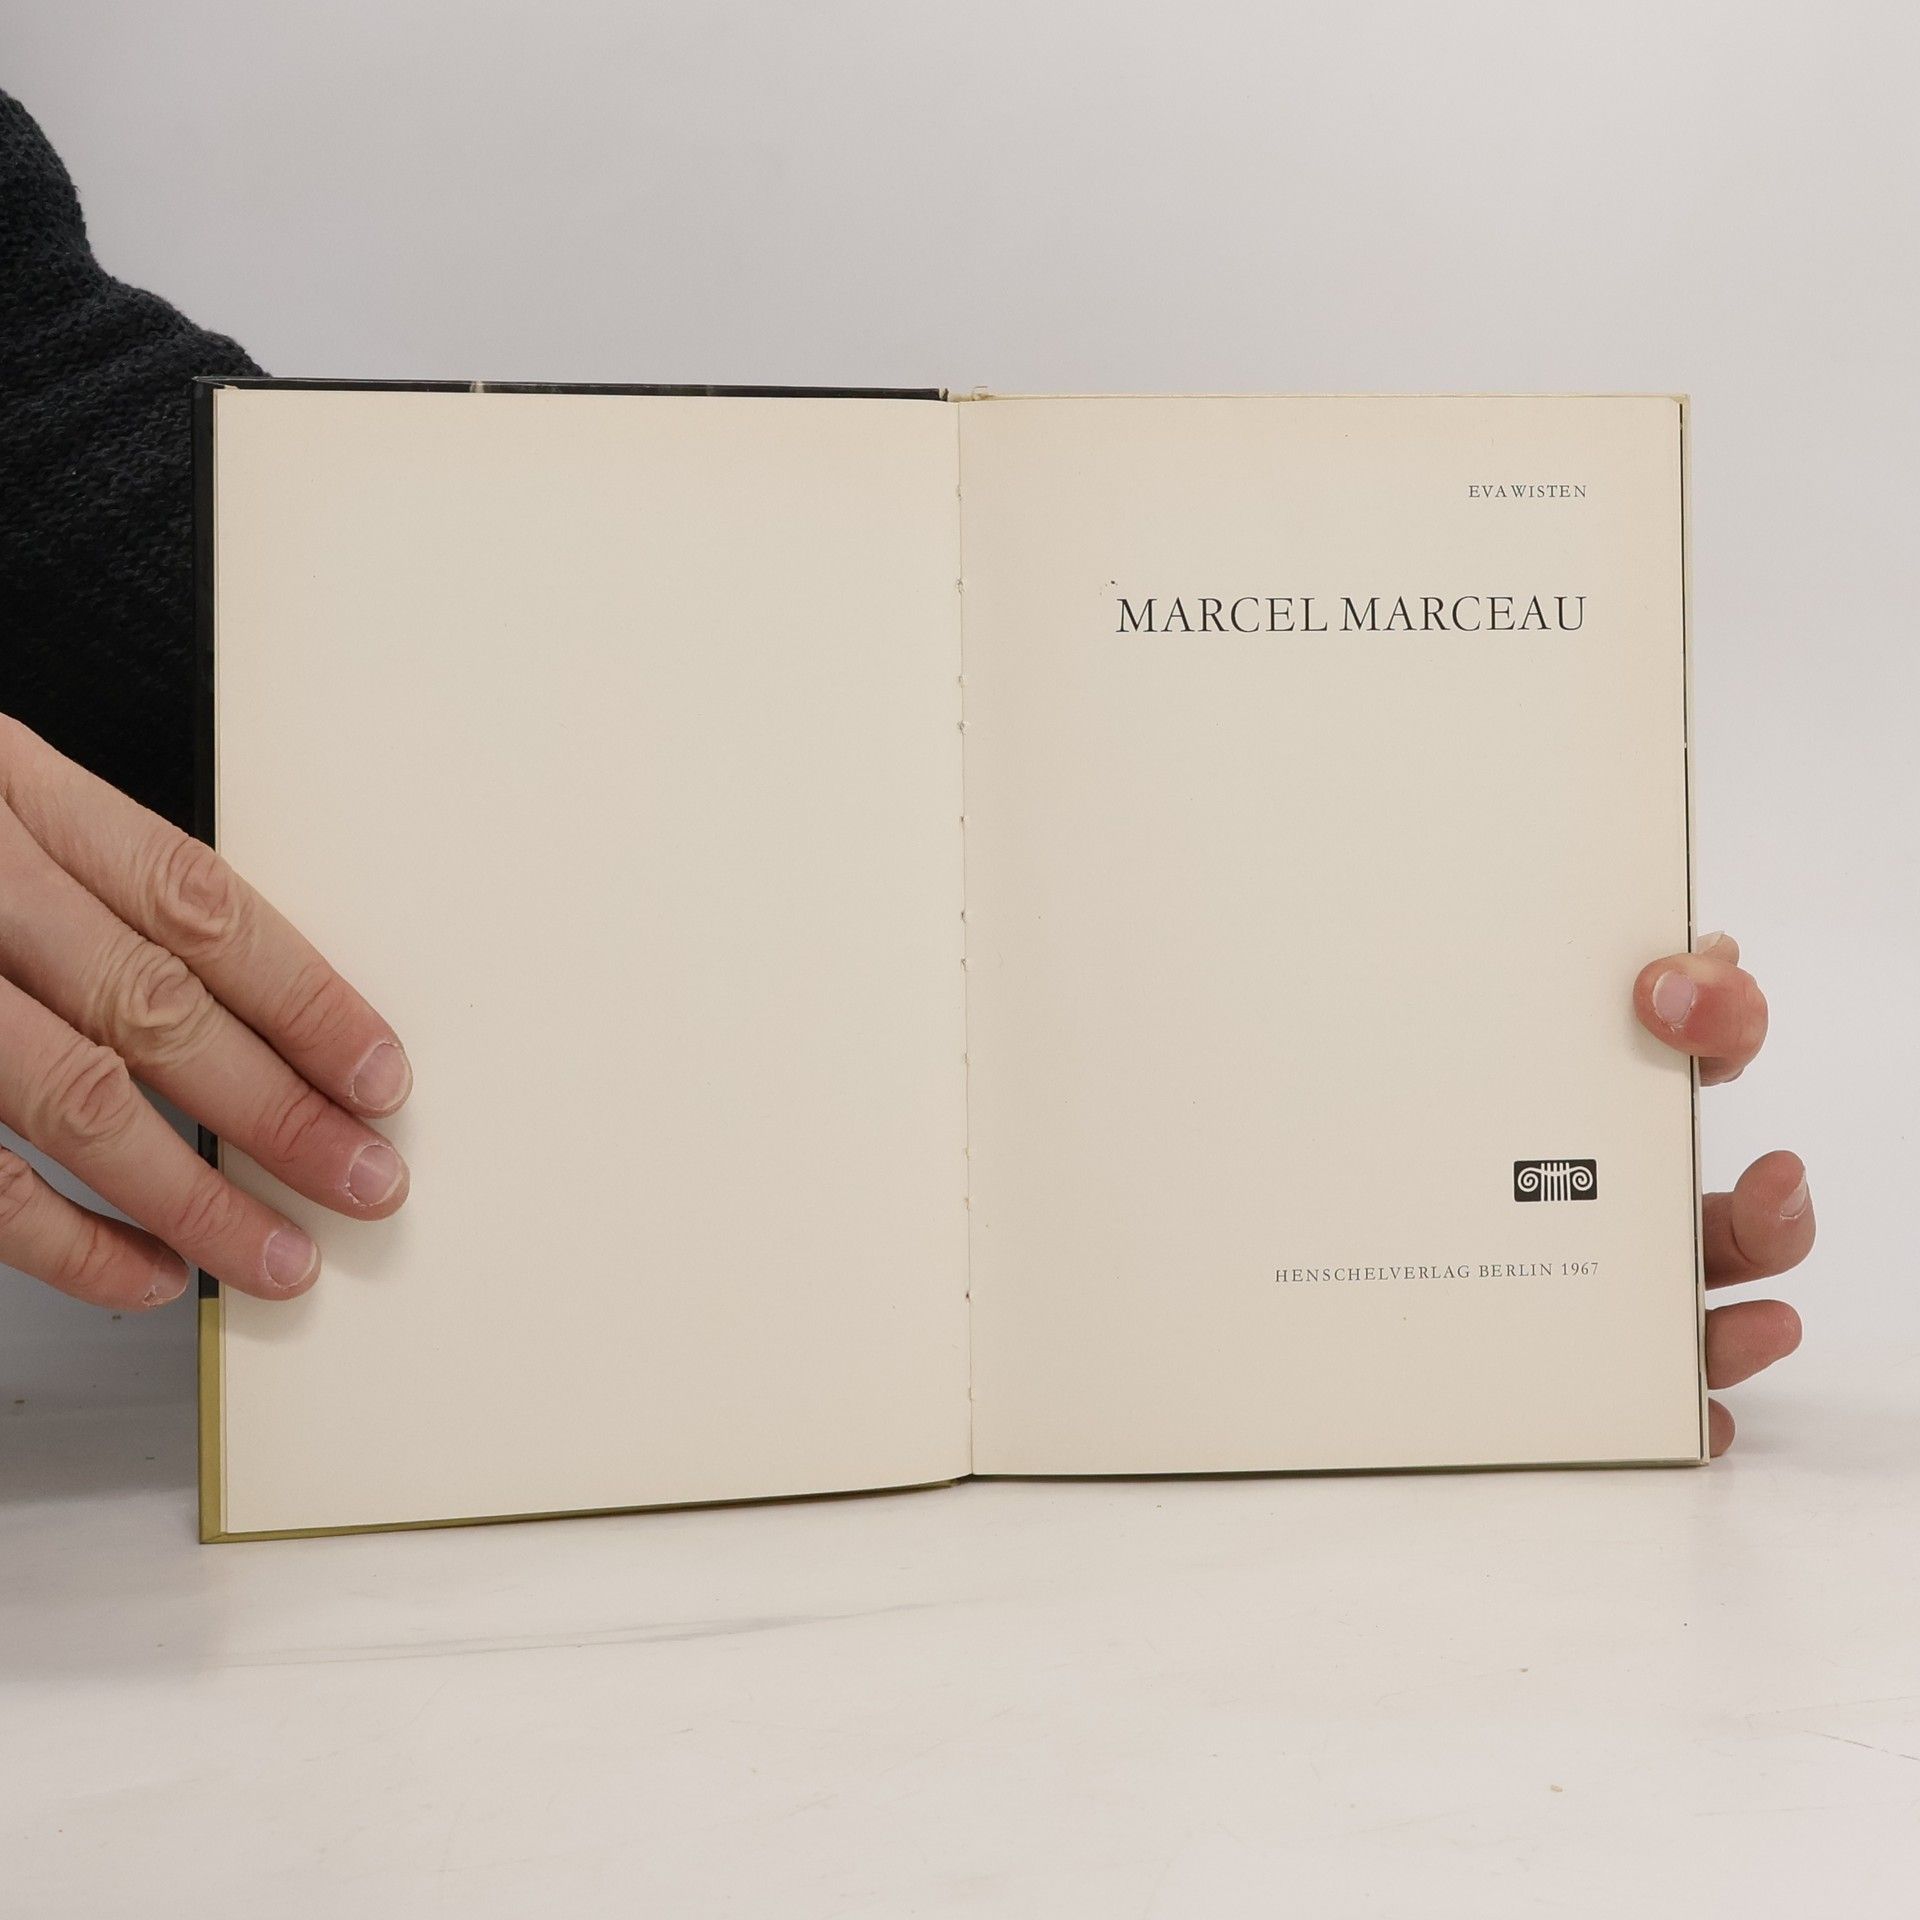 EVA WISTEN
MARCEL MARCEAU
HENSCHELVERLAG BERLIN 1967